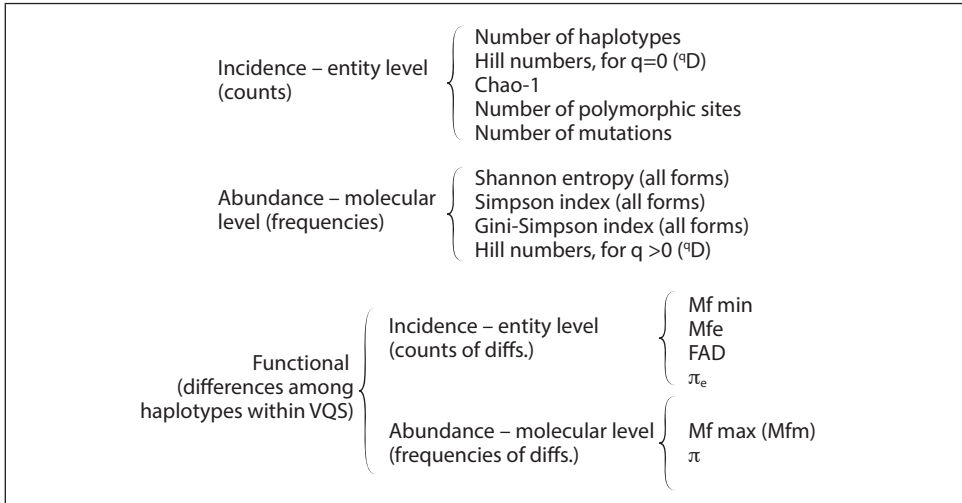 Incidence – entity level
(counts)
Number of haplotypes
Hill numbers, for q=0 (ᑫD)
Chao-1
Number of polymorphic sites
Number of mutations
Abundance – molecular
level (frequencies)
Shannon entropy (all forms)
Simpson index (all forms)
Gini-Simpson index (all forms)
Hill numbers, for q >0 (ᑫD)
Functional
(differences among
haplotypes within VQS)
Incidence – entity level
(counts of diffs.)
Mf min
Mfe
FAD
πₑ
Abundance – molecular level
(frequencies of diffs.)
Mf max (Mfm)
π